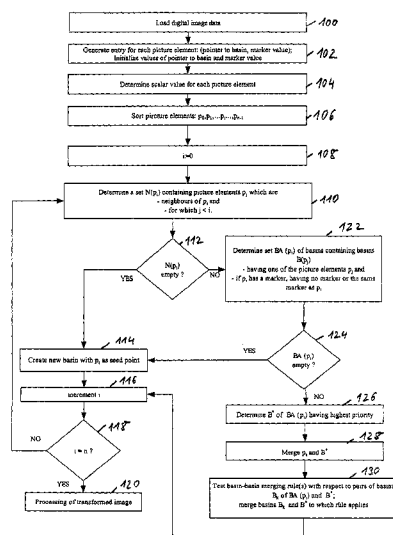 Load digital image data
100
Generate entry for each picture element: (pointer to basin, marker value);
Initialize values of pointer to basin and marker value
102
Determine scalar value for each picture element
104
Sort picture elements: p₀,p₁,...pᵢ,...,pₙ₋₁
106
i:=0
108
Determine a set N(pᵢ) containing picture elements pⱼ which are
- neighbours of pᵢ and
- for which j < i.
110
112
N(pᵢ)
empty ?
YES
NO
122
Determine set BA (pᵢ) of basins containing basins
B(pⱼ)
- having one of the picture elements pⱼ and
- if pᵢ has a marker, having no marker or the same
marker as pᵢ
124
BA (pᵢ)
empty ?
YES
NO
114
Create new basin with pᵢ as seed point
116
increment i
126
Determine B* of BA (pᵢ) having highest priority
128
Merge pᵢ and B*
118
i = n ?
NO
YES
130
Test basin-basin merging rule(s) with respect to pairs of basins
Bₖ of BA (pᵢ) and B*;
merge basins Bₖ and B* to which rule applies
120
Processing of transformed image